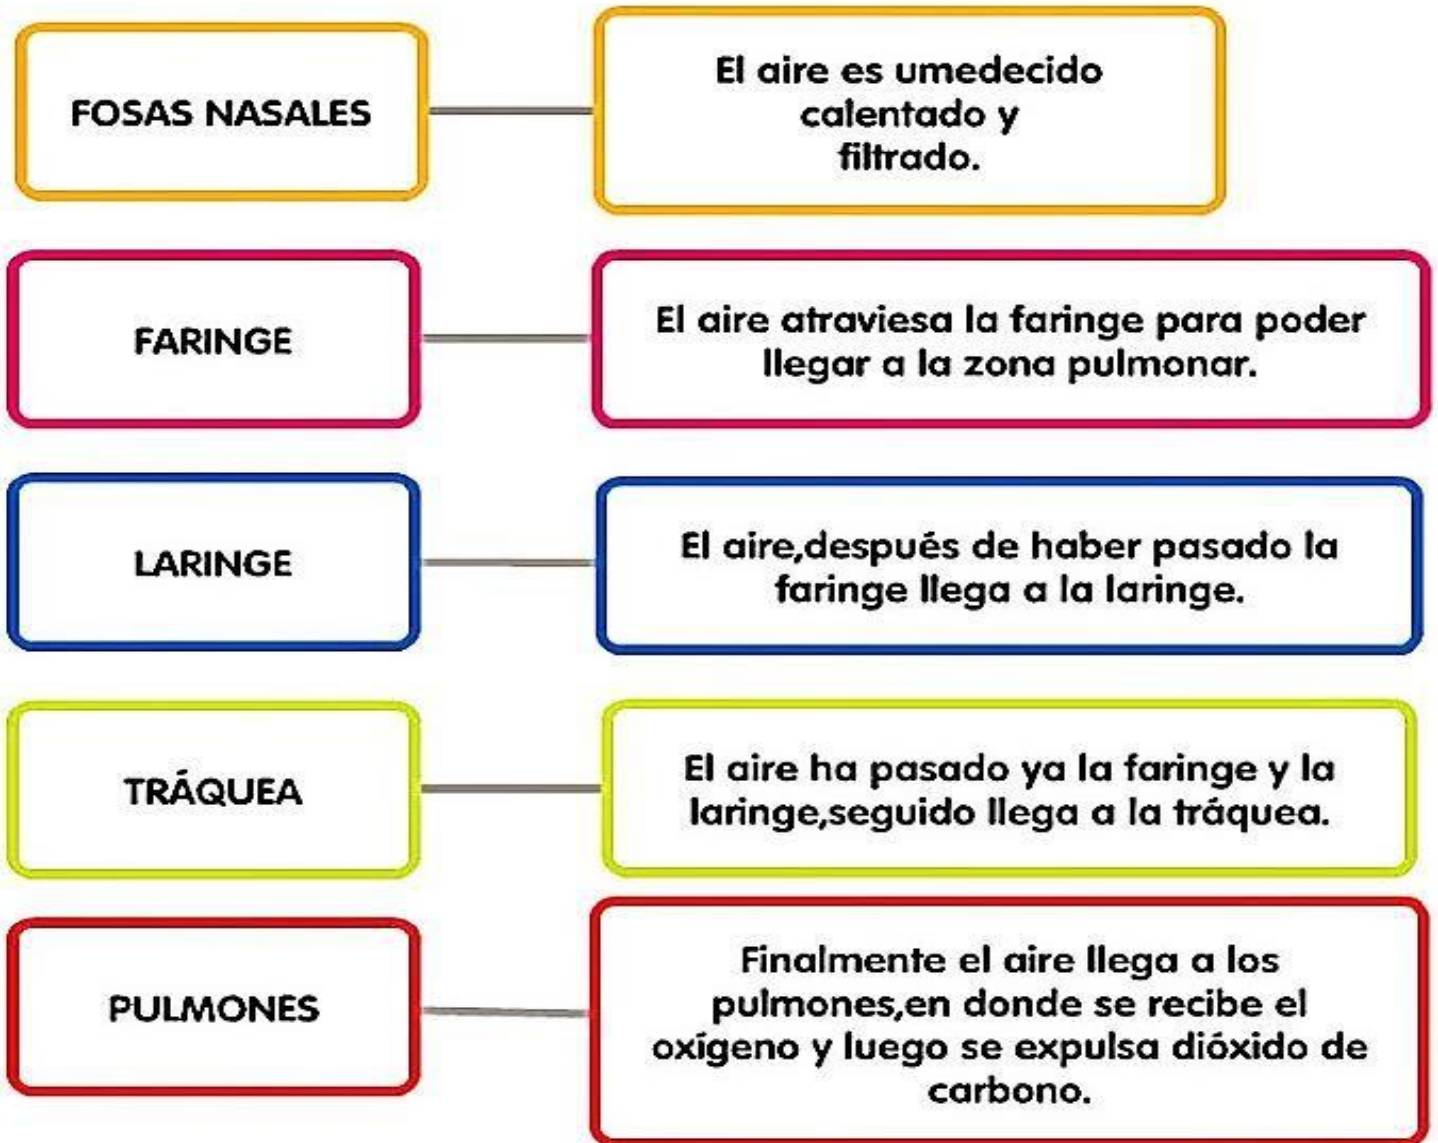 FOSAS NASALES
El aire es umedecido
calentado y
filtrado.
FARINGE
El aire atraviesa la faringe para poder
llegar a la zona pulmonar.
LARINGE
El aire,después de haber pasado la
faringe llega a la laringe.
TRÁQUEA
El aire ha pasado ya la faringe y la
laringe,seguido llega a la tráquea.
PULMONES
Finalmente el aire llega a los
pulmones,en donde se recibe el
oxígeno y luego se expulsa dióxido de
carbono.